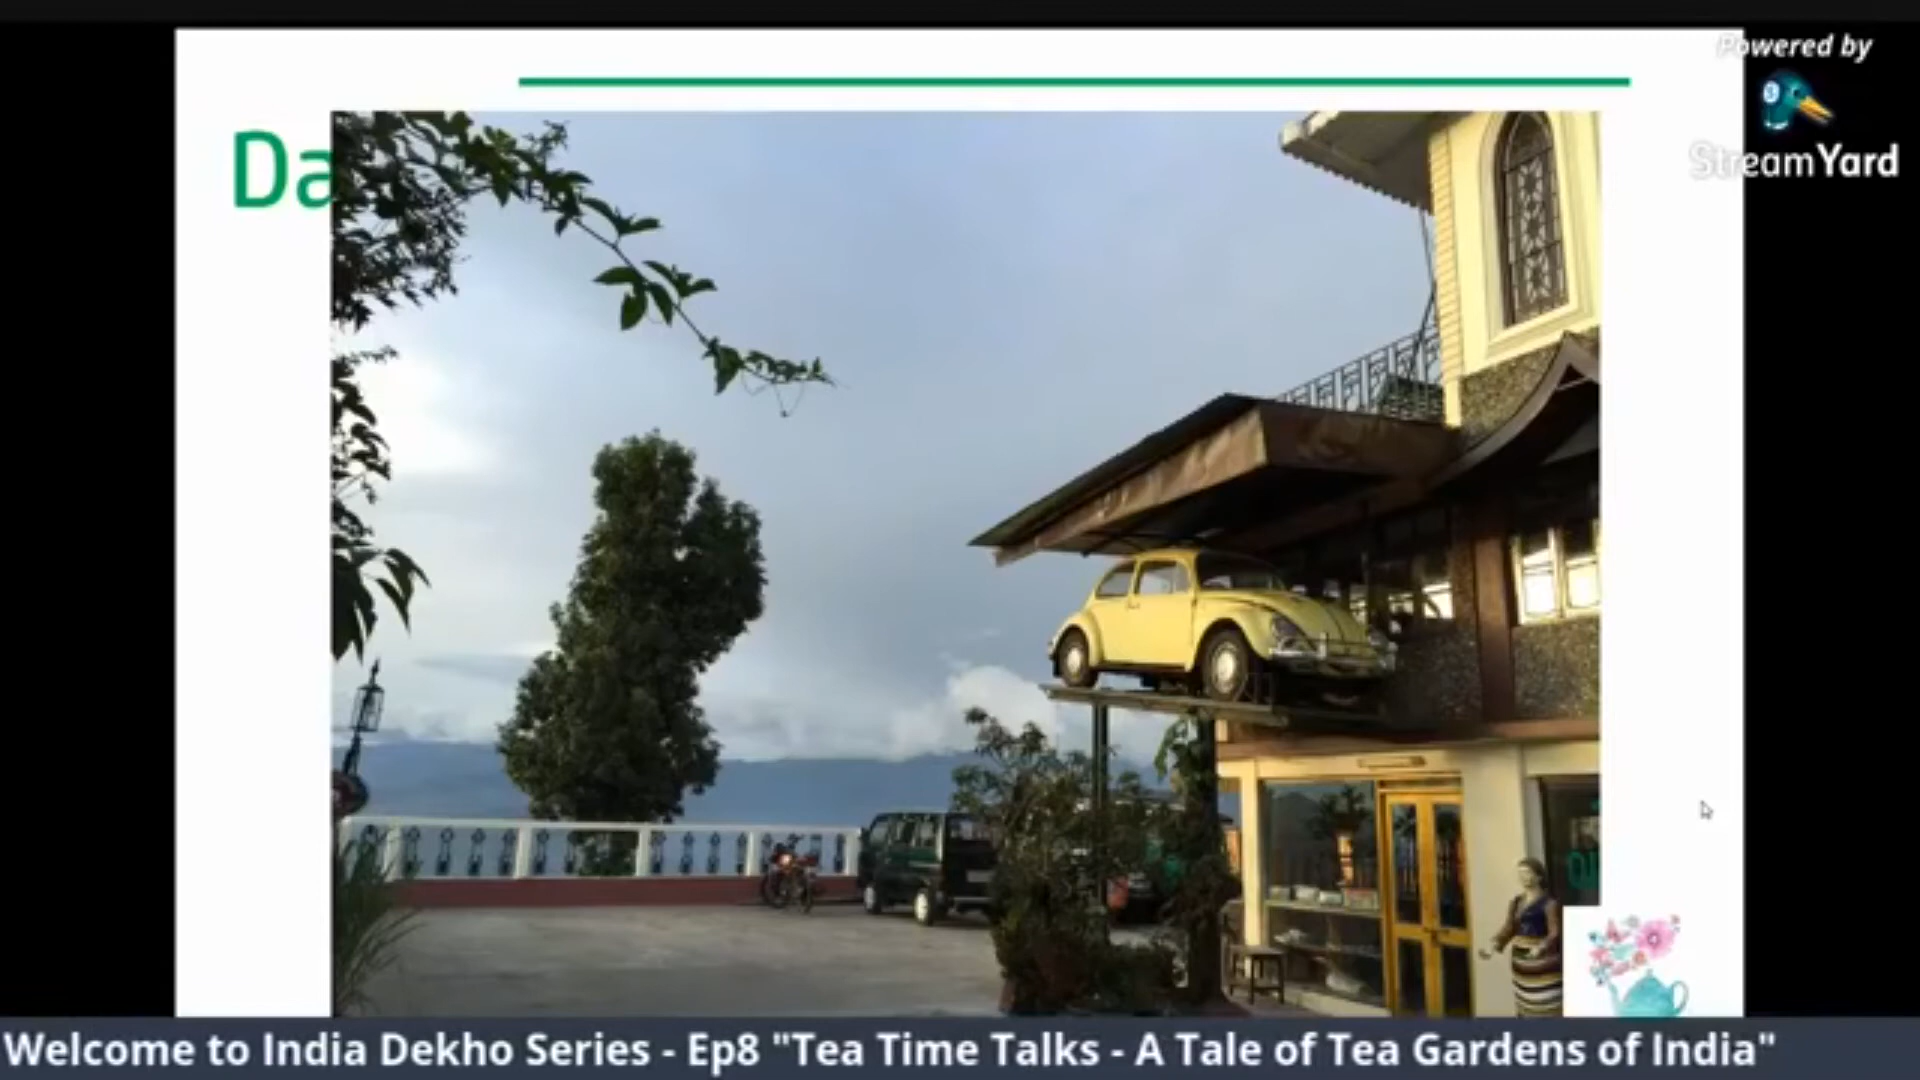 Powered by
StreamYard
Da
Welcome to India Dekho Series - Ep8 "Tea Time Talks - A Tale of Tea Gardens of India"